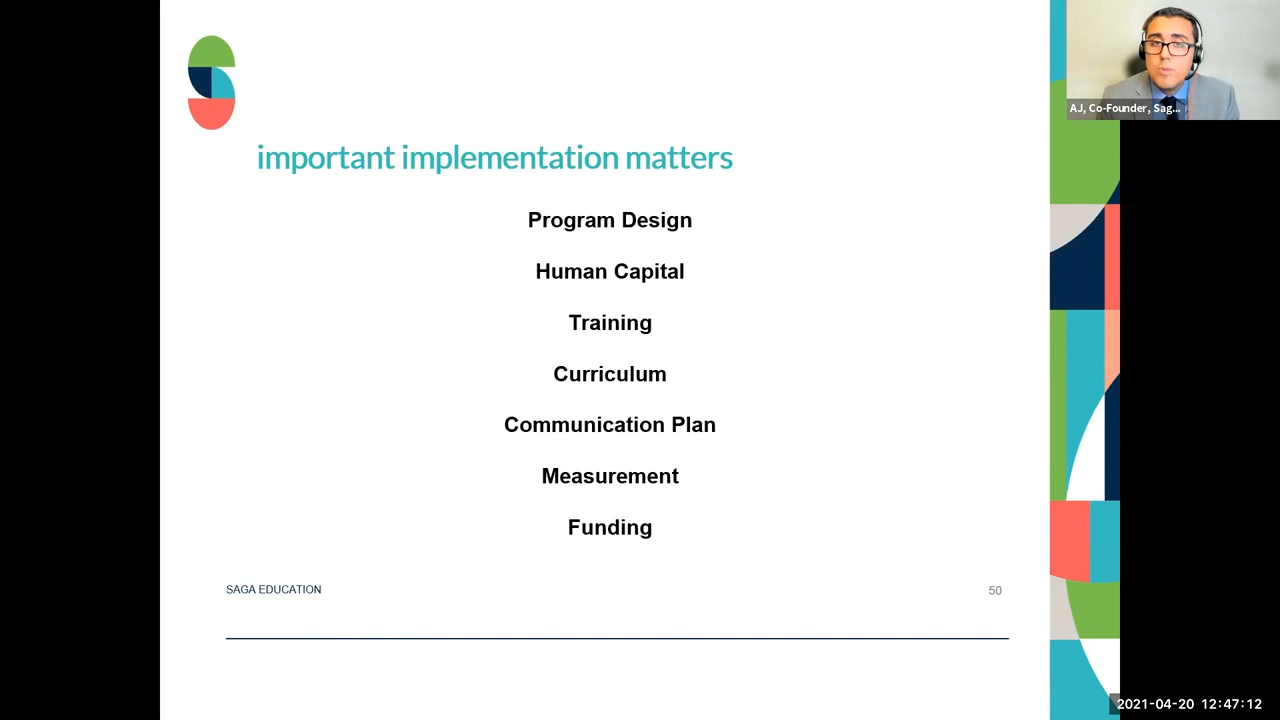 AJ, Co-Founder, Sag...
important implementation matters
Program Design
Human Capital
Training
Curriculum
Communication Plan
Measurement
Funding
SAGA EDUCATION
50
2021-04-20 12:47:12